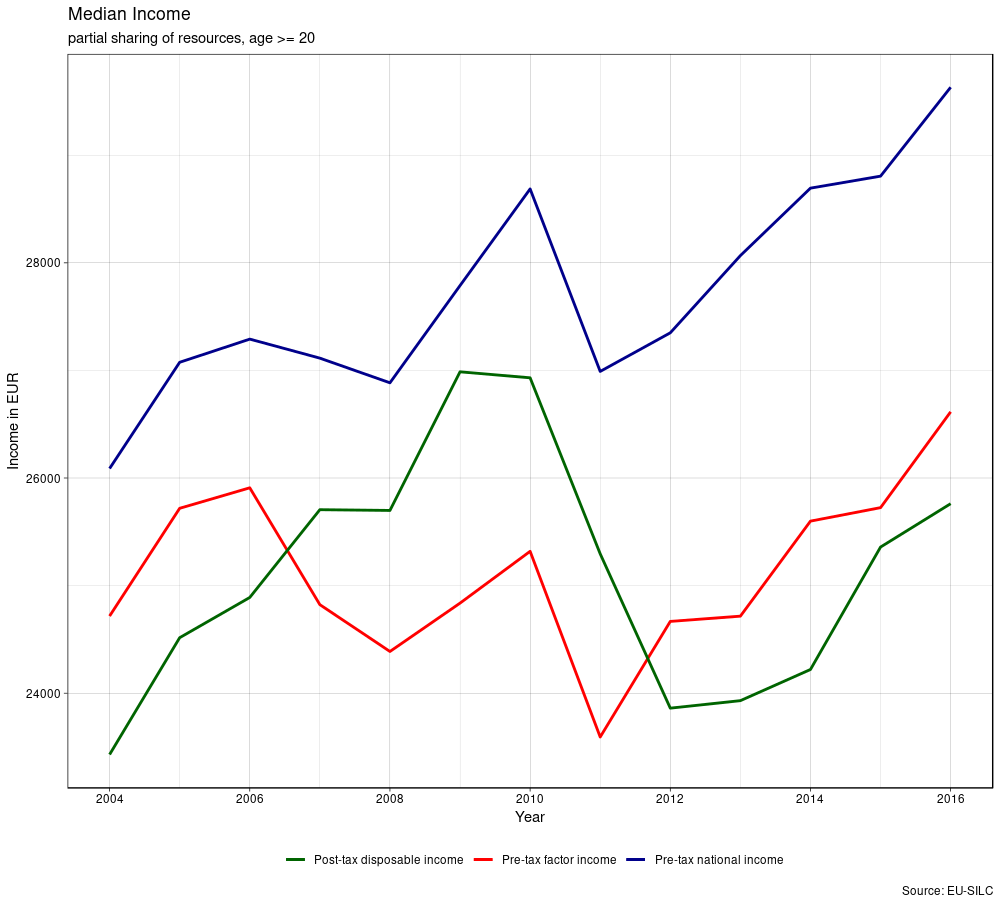 Median Income
partial sharing of resources, age >= 20
Income in EUR
28000
26000
24000
2004 2006 2008 2010 2012 2014 2016
Year
Post-tax disposable income Pre-tax factor income Pre-tax national income
Source: EU-SILC